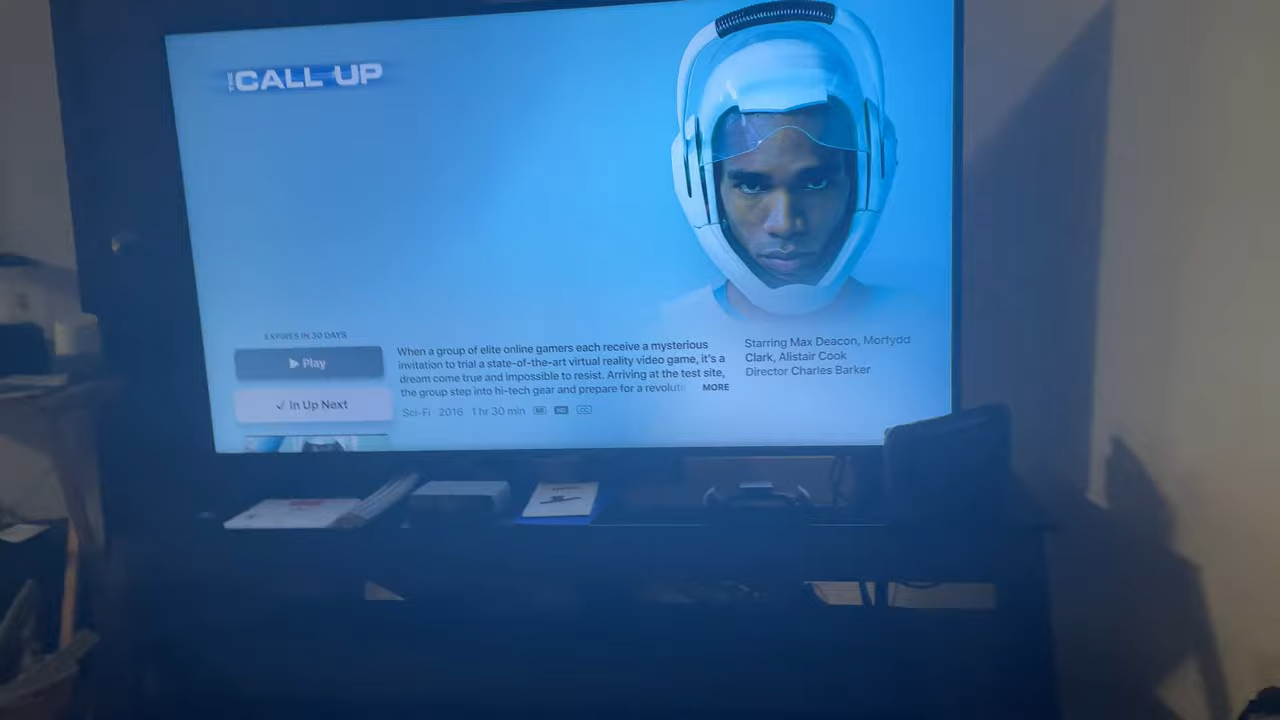 THE CALL UP
EXPIRES IN 30 DAYS
▶ Play
✓ In Up Next
When a group of elite online gamers each receive a mysterious
invitation to trial a state-of-the-art virtual reality video game, it's a
dream come true and impossible to resist. Arriving at the test site,
the group step into hi-tech gear and prepare for a revoluti MORE
Sci-Fi 2016 1 hr 30 min HD CC
Starring Max Deacon, Morfydd
Clark, Alistair Cook
Director Charles Barker